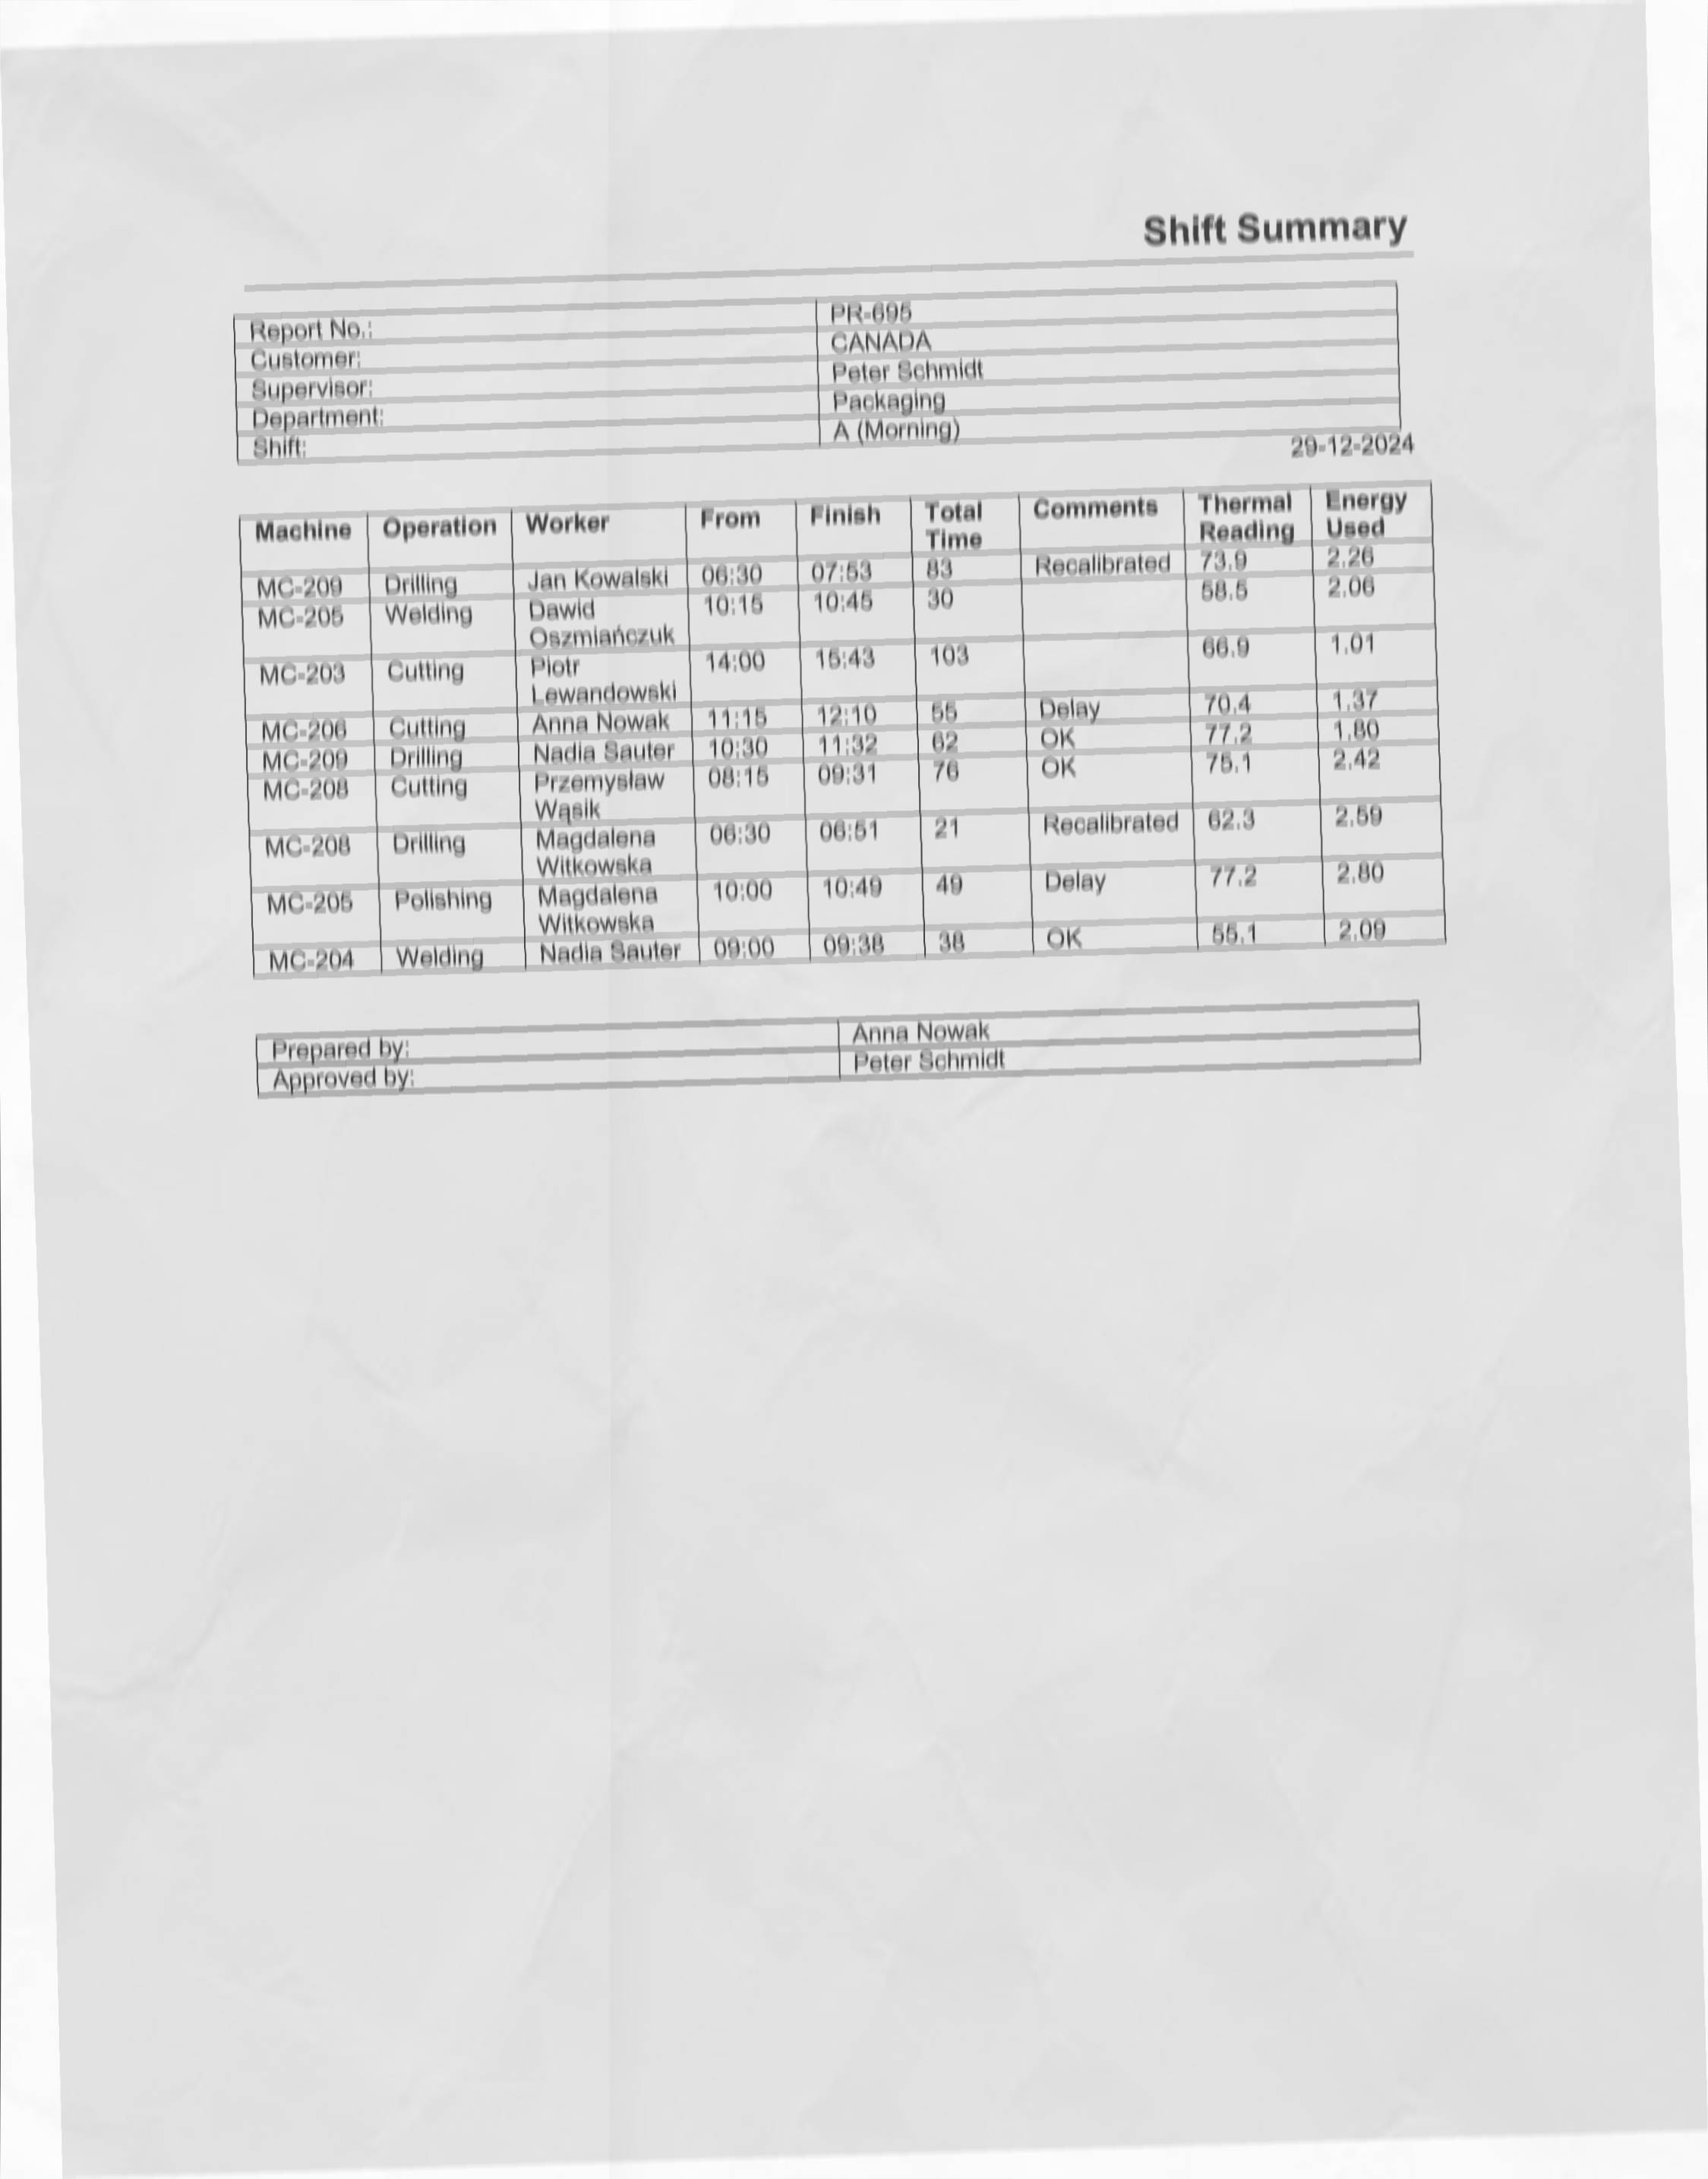 Shift Summary
Report No.: PR-695
Customer: CANADA
Supervisor: Peter Schmidt
Department: Packaging
Shift: A (Morning)
29-12-2024
Machine Operation Worker From Finish Total Time Comments Thermal Reading Energy Used
MC-209 Drilling Jan Kowalski 06:30 07:53 83 Recalibrated 73.9 2.26
MC-205 Welding Dawid Oszmiańczuk 10:15 10:45 30 58.5 2.06
MC-203 Cutting Piotr Lewandowski 14:00 15:43 103 66.9 1.01
MC-206 Cutting Anna Nowak 11:15 12:10 55 Delay 70.4 1.37
MC-209 Drilling Nadia Sauter 10:30 11:32 62 OK 77.2 1.80
MC-208 Cutting Przemysław Wąsik 08:15 09:31 76 OK 75.1 2.42
MC-208 Drilling Magdalena Witkowska 06:30 06:51 21 Recalibrated 62.3 2.59
MC-205 Polishing Magdalena Witkowska 10:00 10:49 49 Delay 77.2 2.80
MC-204 Welding Nadia Sauter 09:00 09:38 38 OK 55.1 2.09
Prepared by: Anna Nowak
Approved by: Peter Schmidt